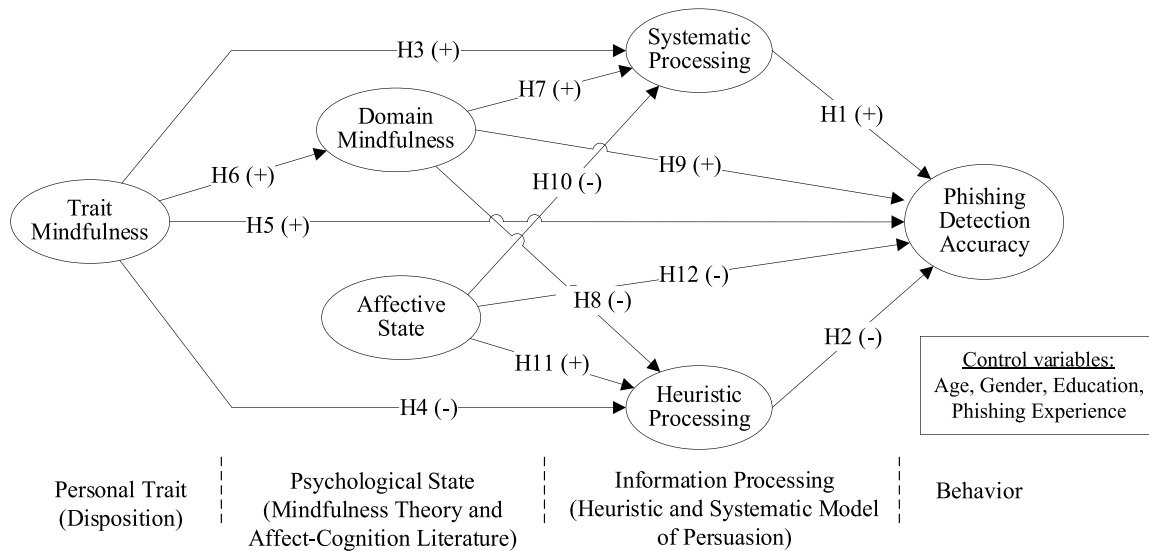 Systematic
Processing
H3 (+)
H7 (+)
H1 (+)
Domain
Mindfulness
H9 (+)
H6 (+)
H10 (-)
Trait
Mindfulness
H5 (+)
Phishing
Detection
Accuracy
H12 (-)
Affective
State
H8 (-)
H2 (-)
H11 (+)
H4 (-)
Heuristic
Processing
Control variables:
Age, Gender, Education,
Phishing Experience
Personal Trait
(Disposition)
Psychological State
(Mindfulness Theory and
Affect-Cognition Literature)
Information Processing
(Heuristic and Systematic Model
of Persuasion)
Behavior